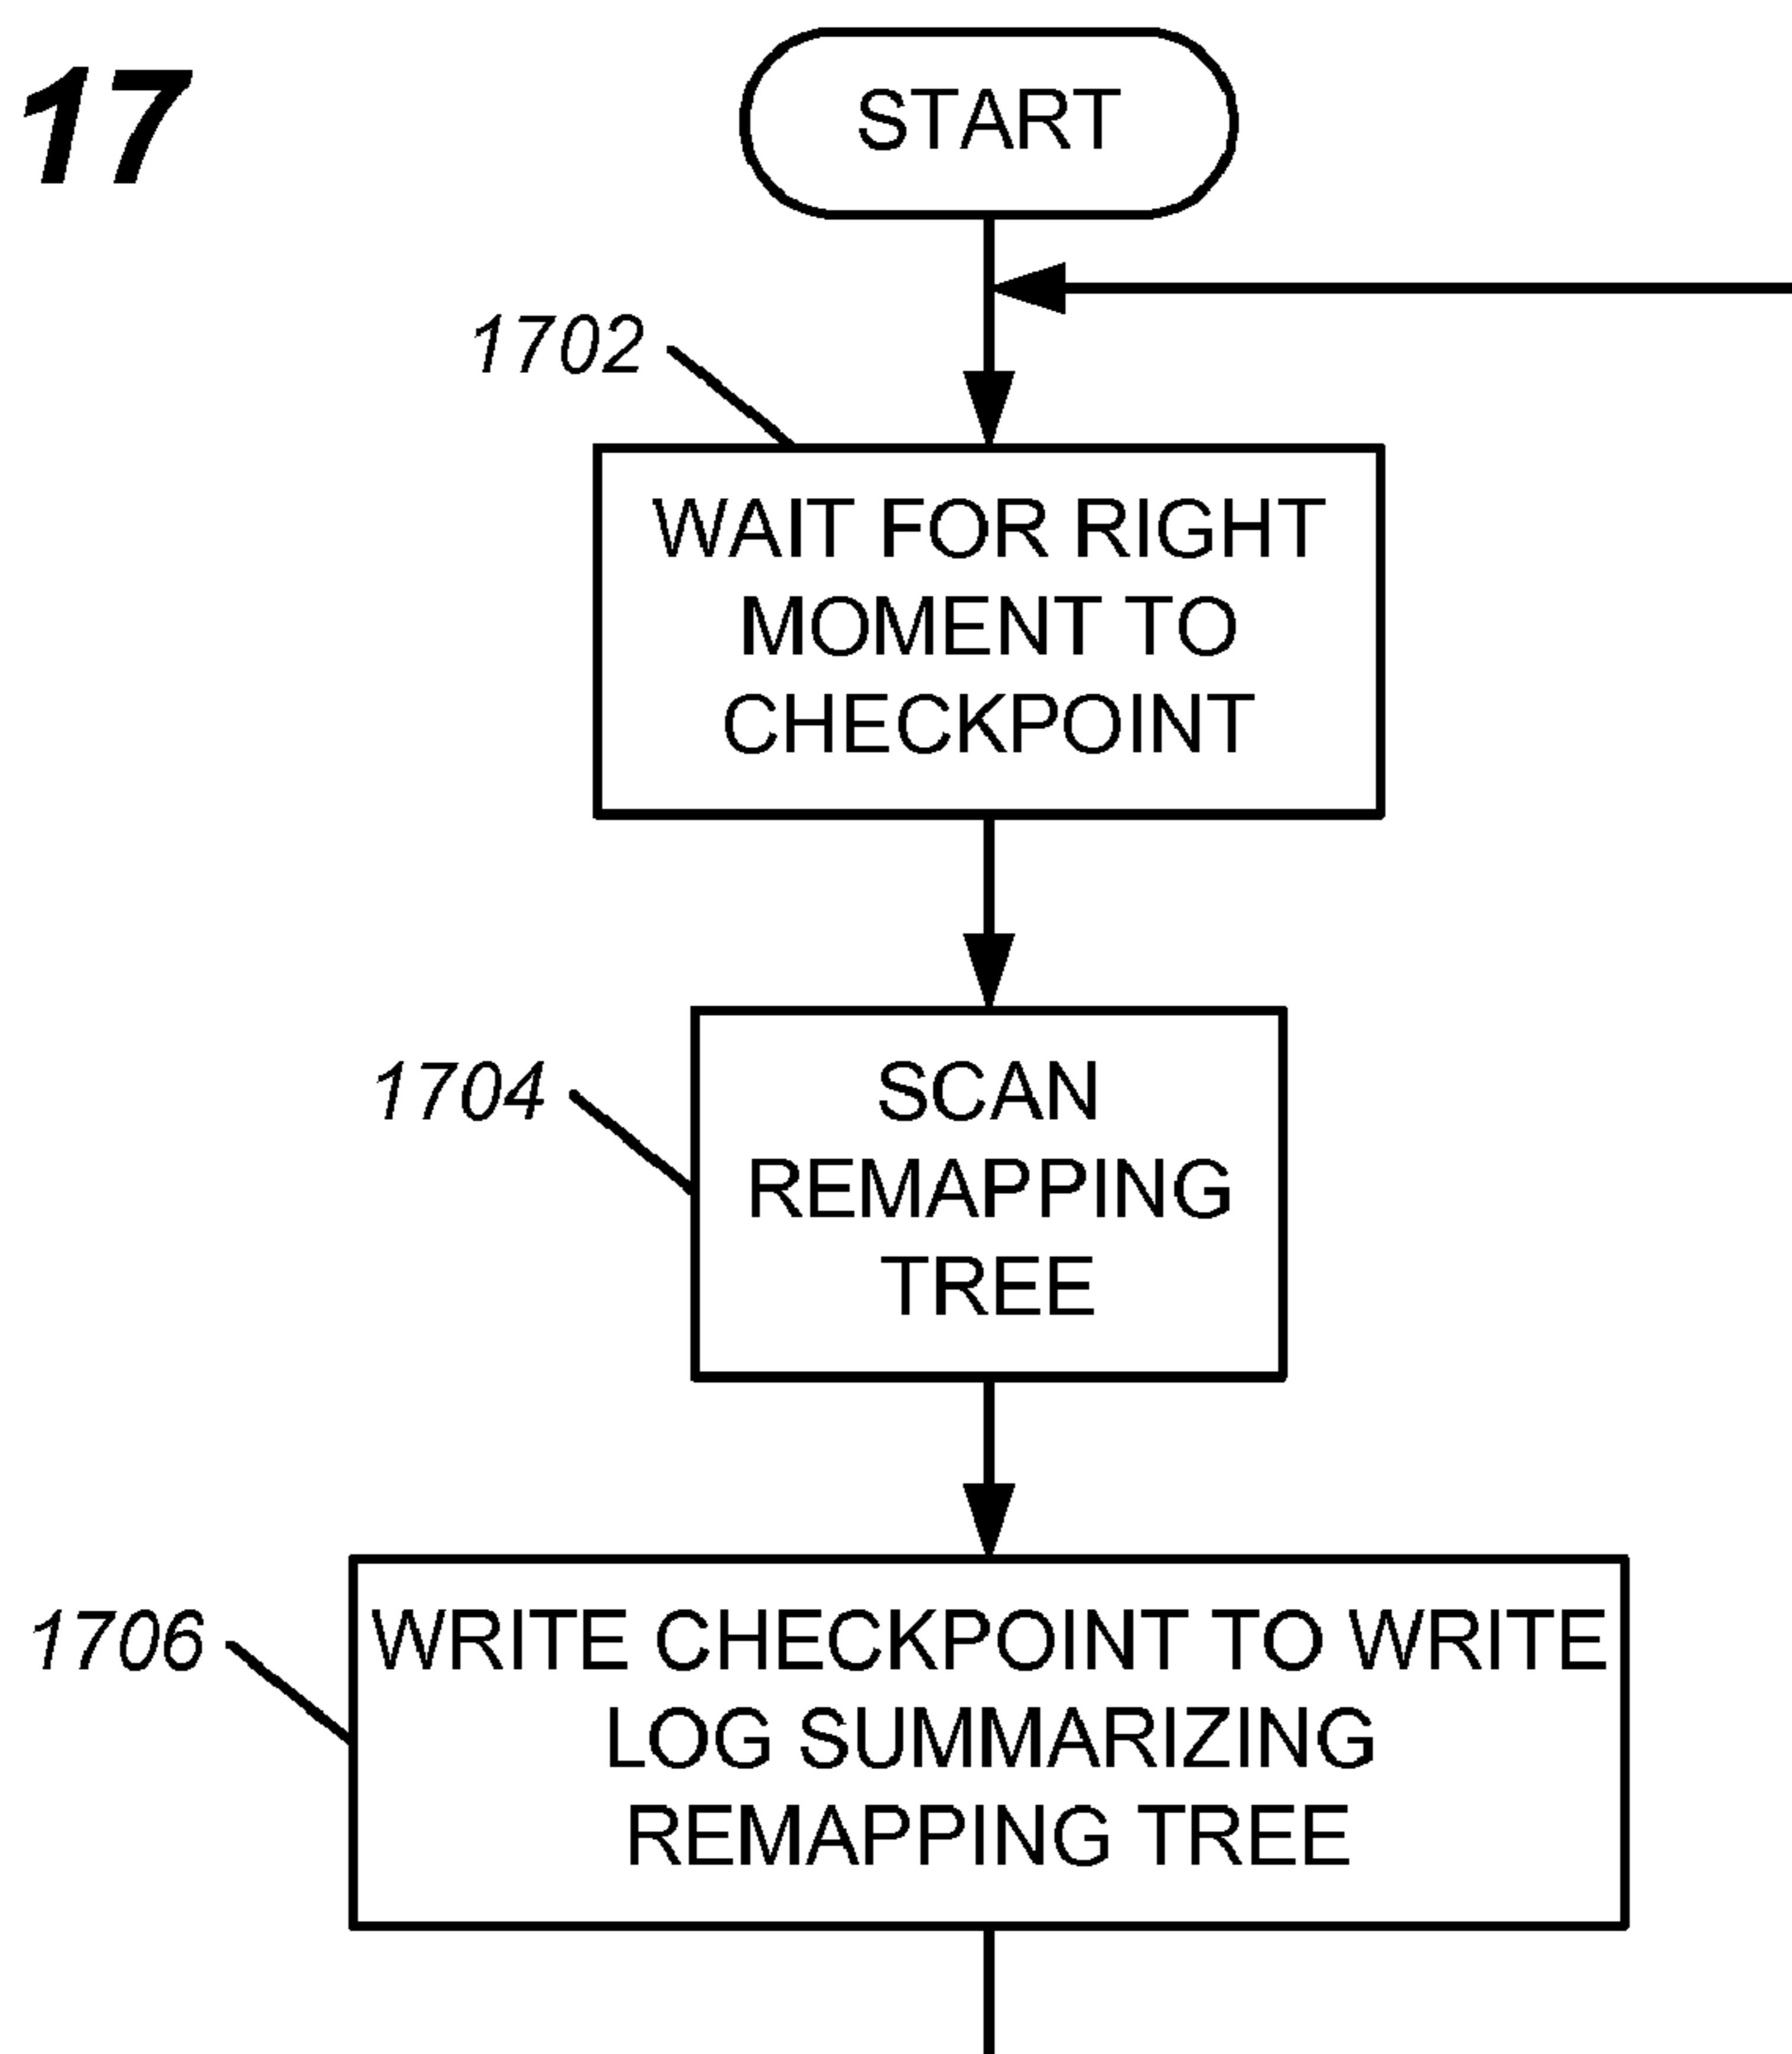 17
START
1702
WAIT FOR RIGHT
MOMENT TO
CHECKPOINT
1704
SCAN
REMAPPING
TREE
1706
WRITE CHECKPOINT TO WRITE
LOG SUMMARIZING
REMAPPING TREE